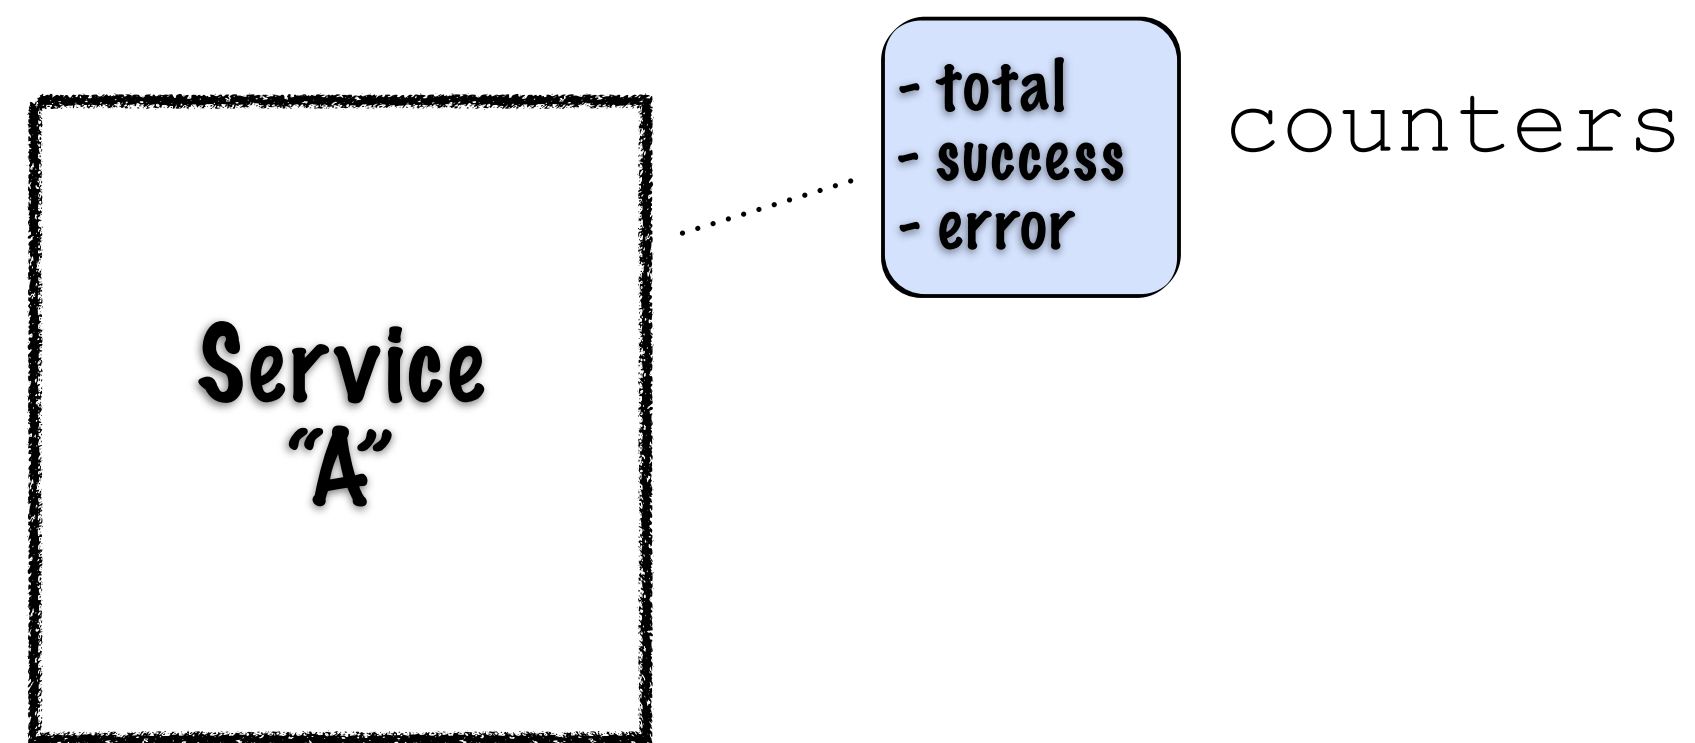 - total
- success
- error
counters
Service
“A”